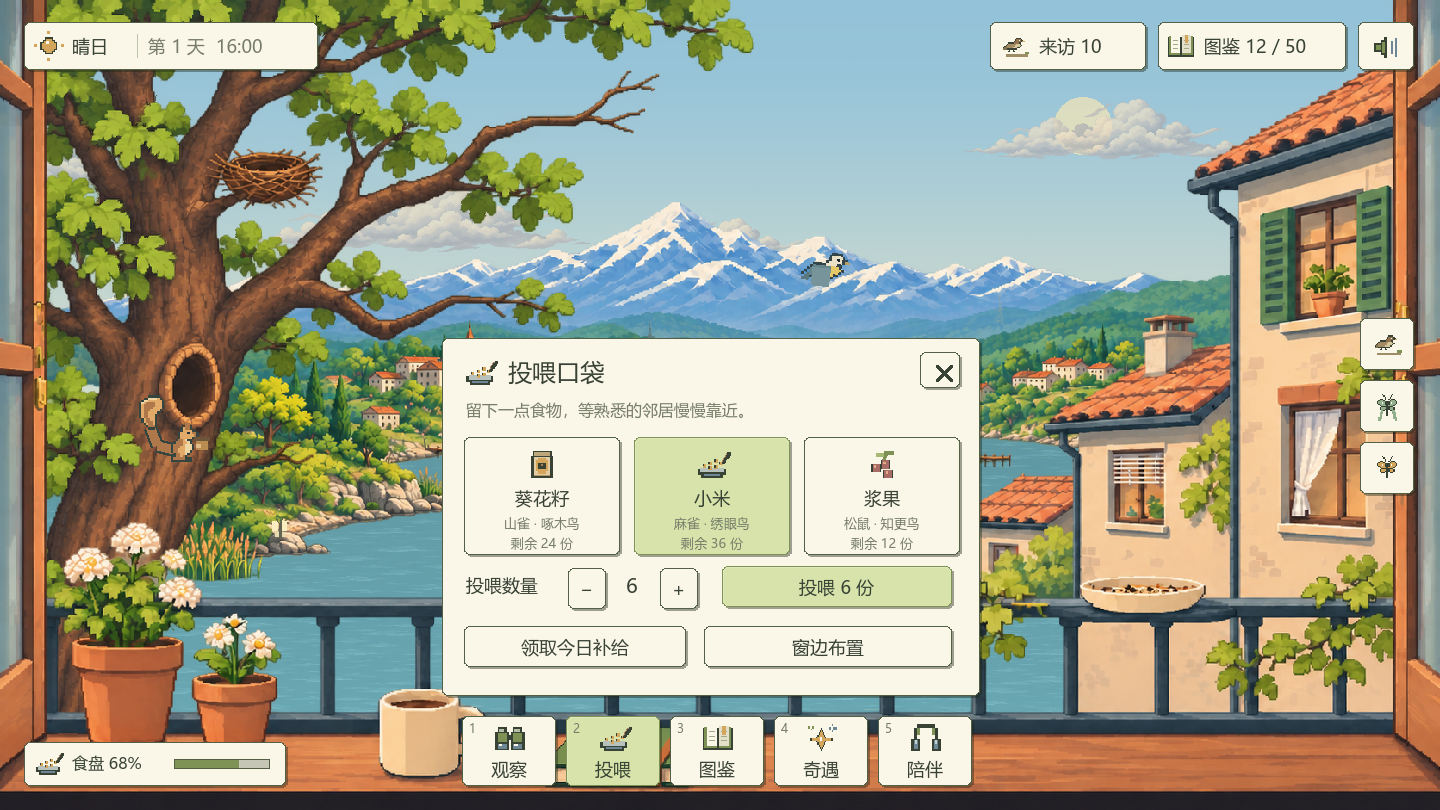 晴日 第 1 天 16:00
来访 10
图鉴 12 / 50
投喂口袋
留下一点食物，等熟悉的邻居慢慢靠近。
葵花籽
山雀 · 啄木鸟
剩余 24 份
小米
麻雀 · 绣眼鸟
剩余 36 份
浆果
松鼠 · 知更鸟
剩余 12 份
投喂数量 − 6 + 投喂 6 份
领取今日补给 窗边布置
食盘 68%
1 观察
2 投喂
3 图鉴
4 奇遇
5 陪伴